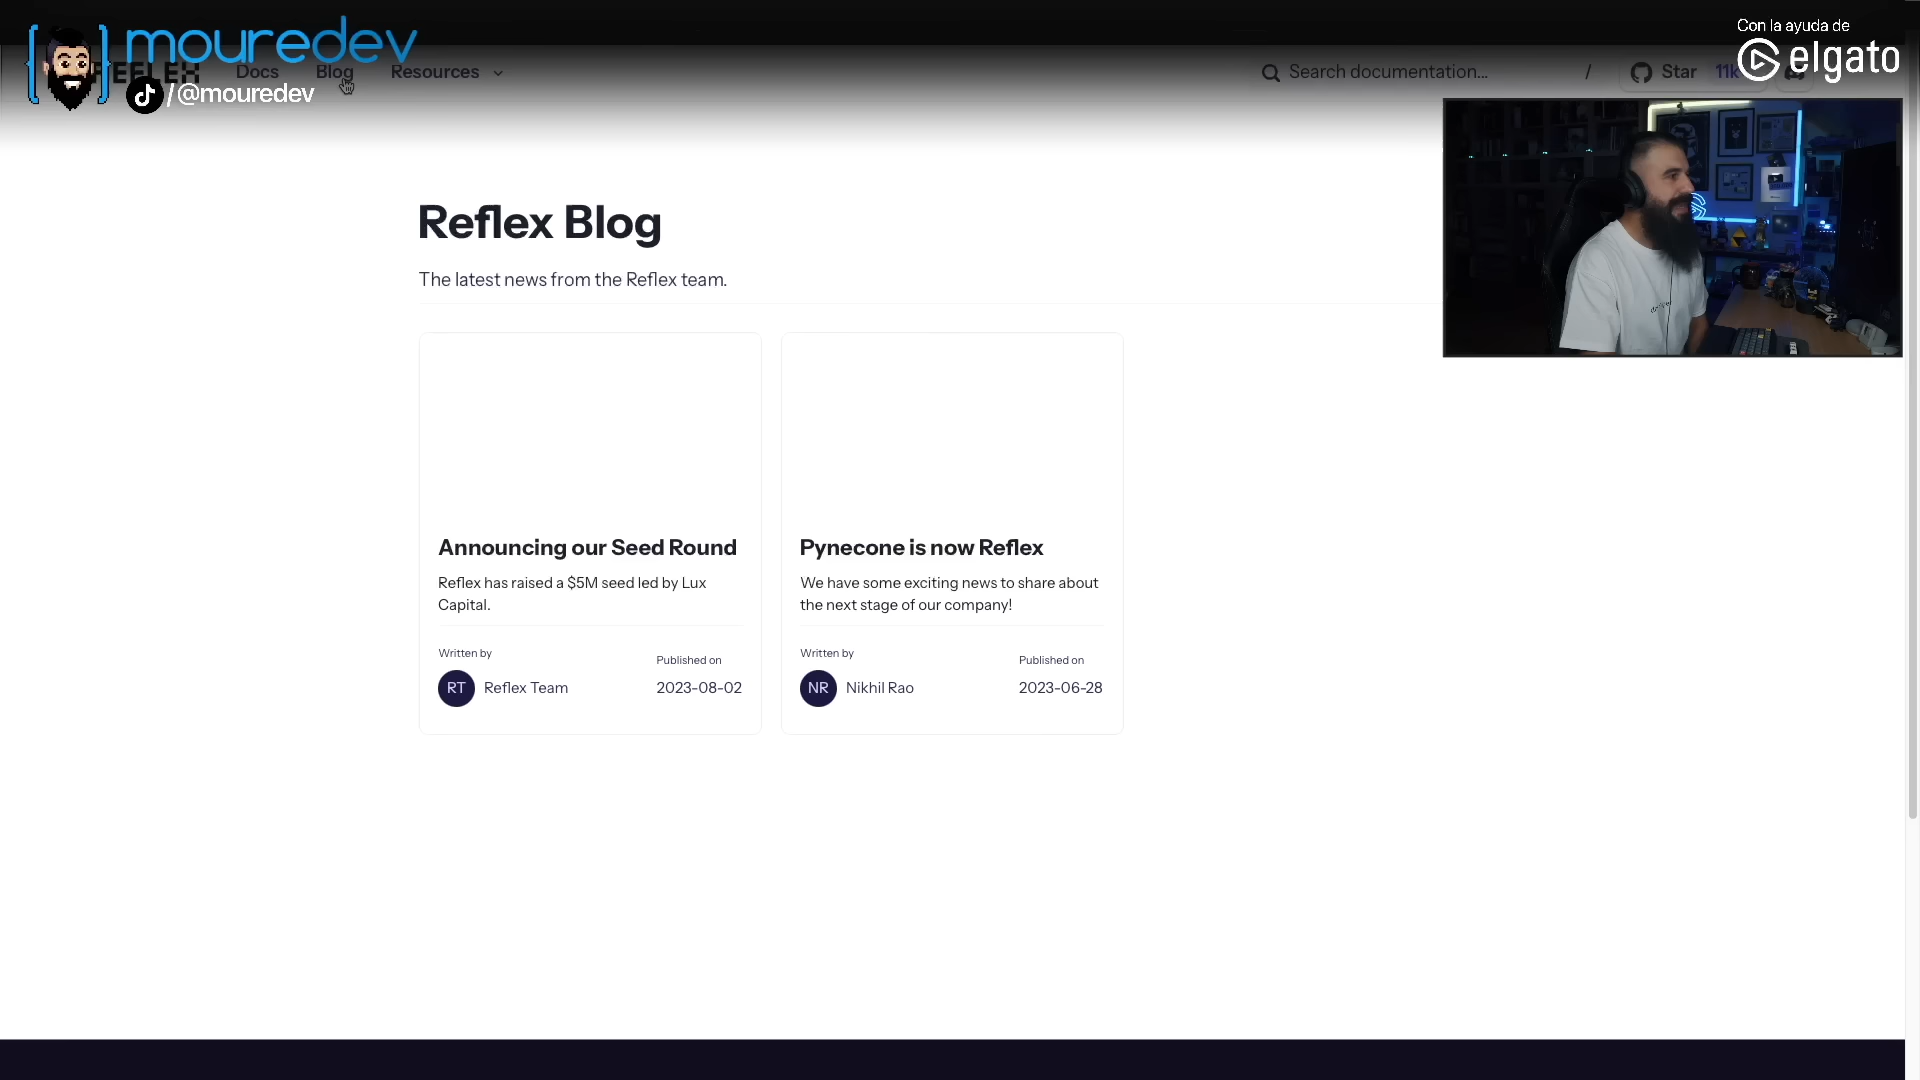 mouredev
/@mouredev
Con la ayuda de
elgato
Docs
Blog
Resources
Search documentation...
/
Star
11k
Reflex Blog
The latest news from the Reflex team.
Announcing our Seed Round
Reflex has raised a $5M seed led by Lux
Capital.
Written by
RT
Reflex Team
Published on
2023-08-02
Pynecone is now Reflex
We have some exciting news to share about
the next stage of our company!
Written by
NR
Nikhil Rao
Published on
2023-06-28